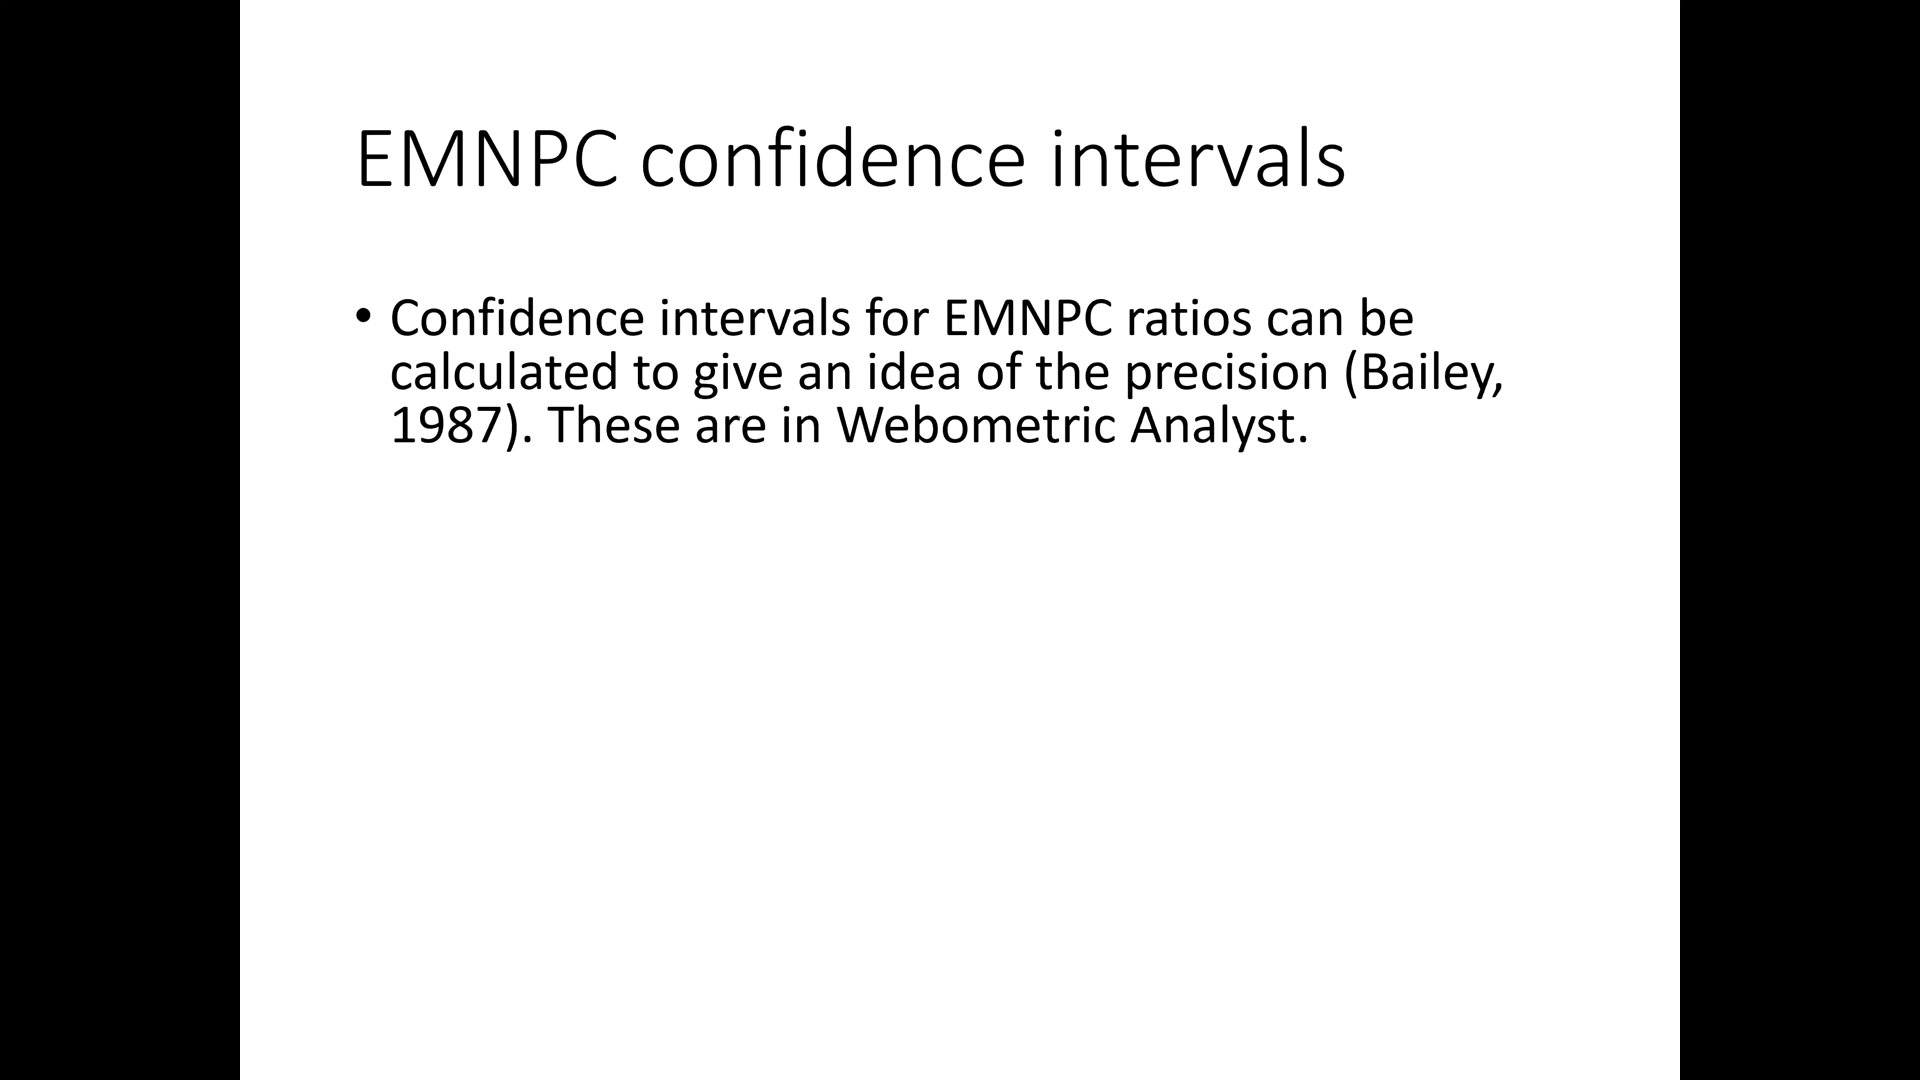 EMNPC confidence intervals
• Confidence intervals for EMNPC ratios can be
calculated to give an idea of the precision (Bailey,
1987). These are in Webometric Analyst.